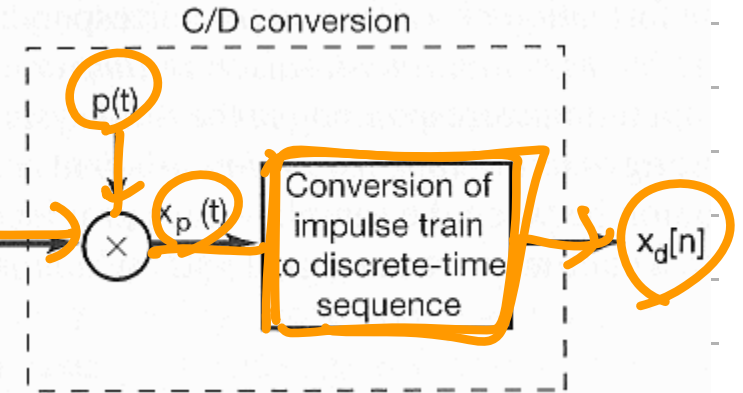 C/D conversion
p(t)
×
x_p (t)
Conversion of
impulse train
to discrete-time
sequence
x_d[n]